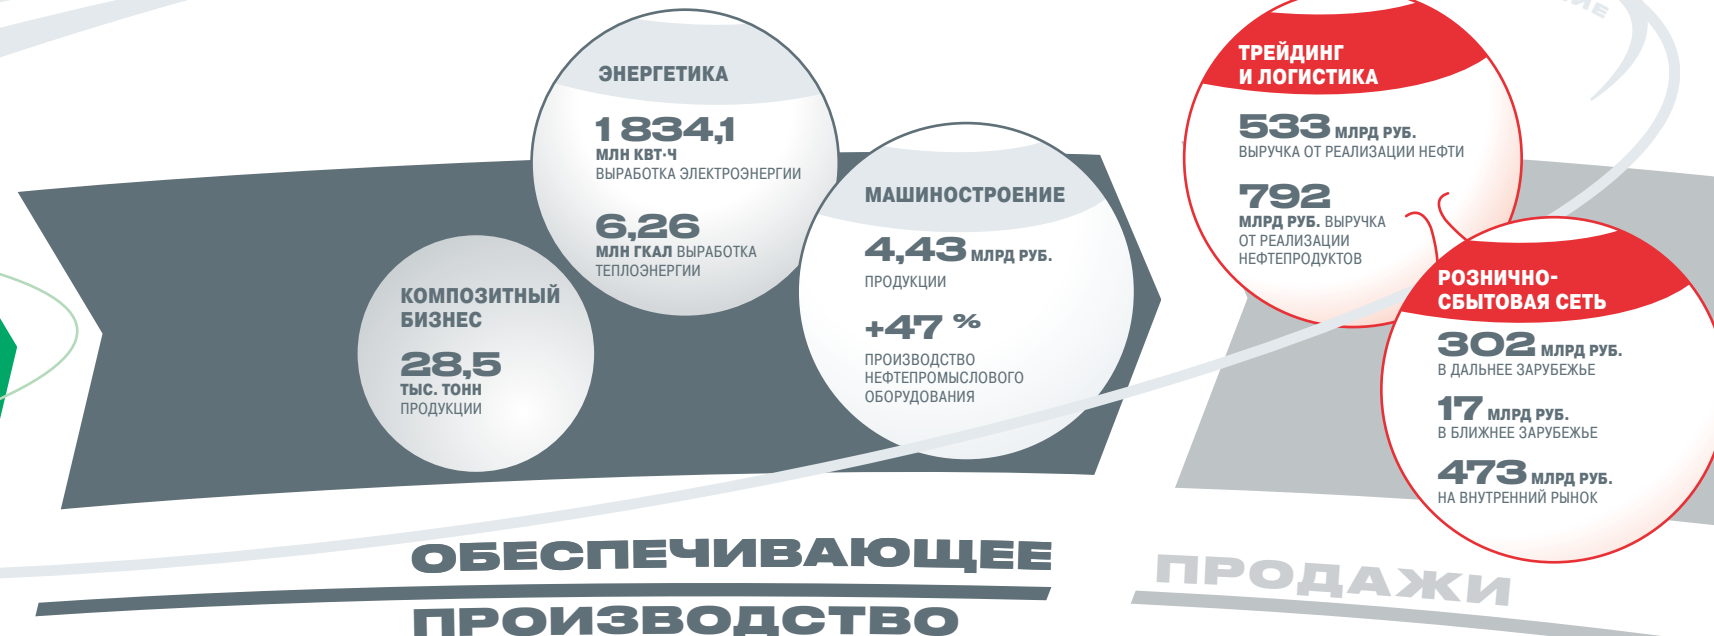 ЭНЕРГЕТИКА
1 834,1
МЛН КВТ·Ч
ВЫРАБОТКА ЭЛЕКТРОЭНЕРГИИ
6,26
МЛН ГКАЛ ВЫРАБОТКА
ТЕПЛОЭНЕРГИИ
КОМПОЗИТНЫЙ
БИЗНЕС
28,5
ТЫС. ТОНН
ПРОДУКЦИИ
МАШИНОСТРОЕНИЕ
4,43 МЛРД РУБ.
ПРОДУКЦИИ
+47 %
ПРОИЗВОДСТВО
НЕФТЕПРОМЫСЛОВОГО
ОБОРУДОВАНИЯ
ОБЕСПЕЧИВАЮЩЕЕ
ПРОИЗВОДСТВО
ТРЕЙДИНГ
И ЛОГИСТИКА
533 МЛРД РУБ.
ВЫРУЧКА ОТ РЕАЛИЗАЦИИ НЕФТИ
792
МЛРД РУБ. ВЫРУЧКА
ОТ РЕАЛИЗАЦИИ
НЕФТЕПРОДУКТОВ
РОЗНИЧНО-
СБЫТОВАЯ СЕТЬ
302 МЛРД РУБ.
В ДАЛЬНЕЕ ЗАРУБЕЖЬЕ
17 МЛРД РУБ.
В БЛИЖНЕЕ ЗАРУБЕЖЬЕ
473 МЛРД РУБ.
НА ВНУТРЕННИЙ РЫНОК
ПРОДАЖИ